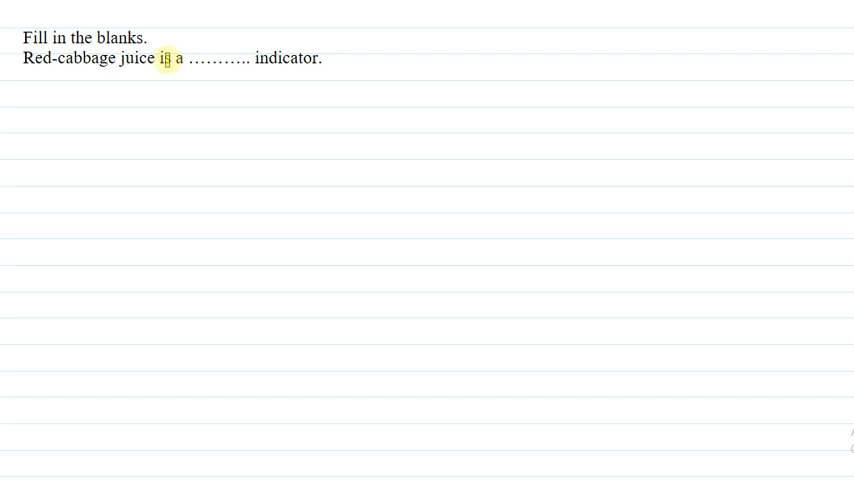 Fill in the blanks.
Red-cabbage juice is a ……….. indicator.